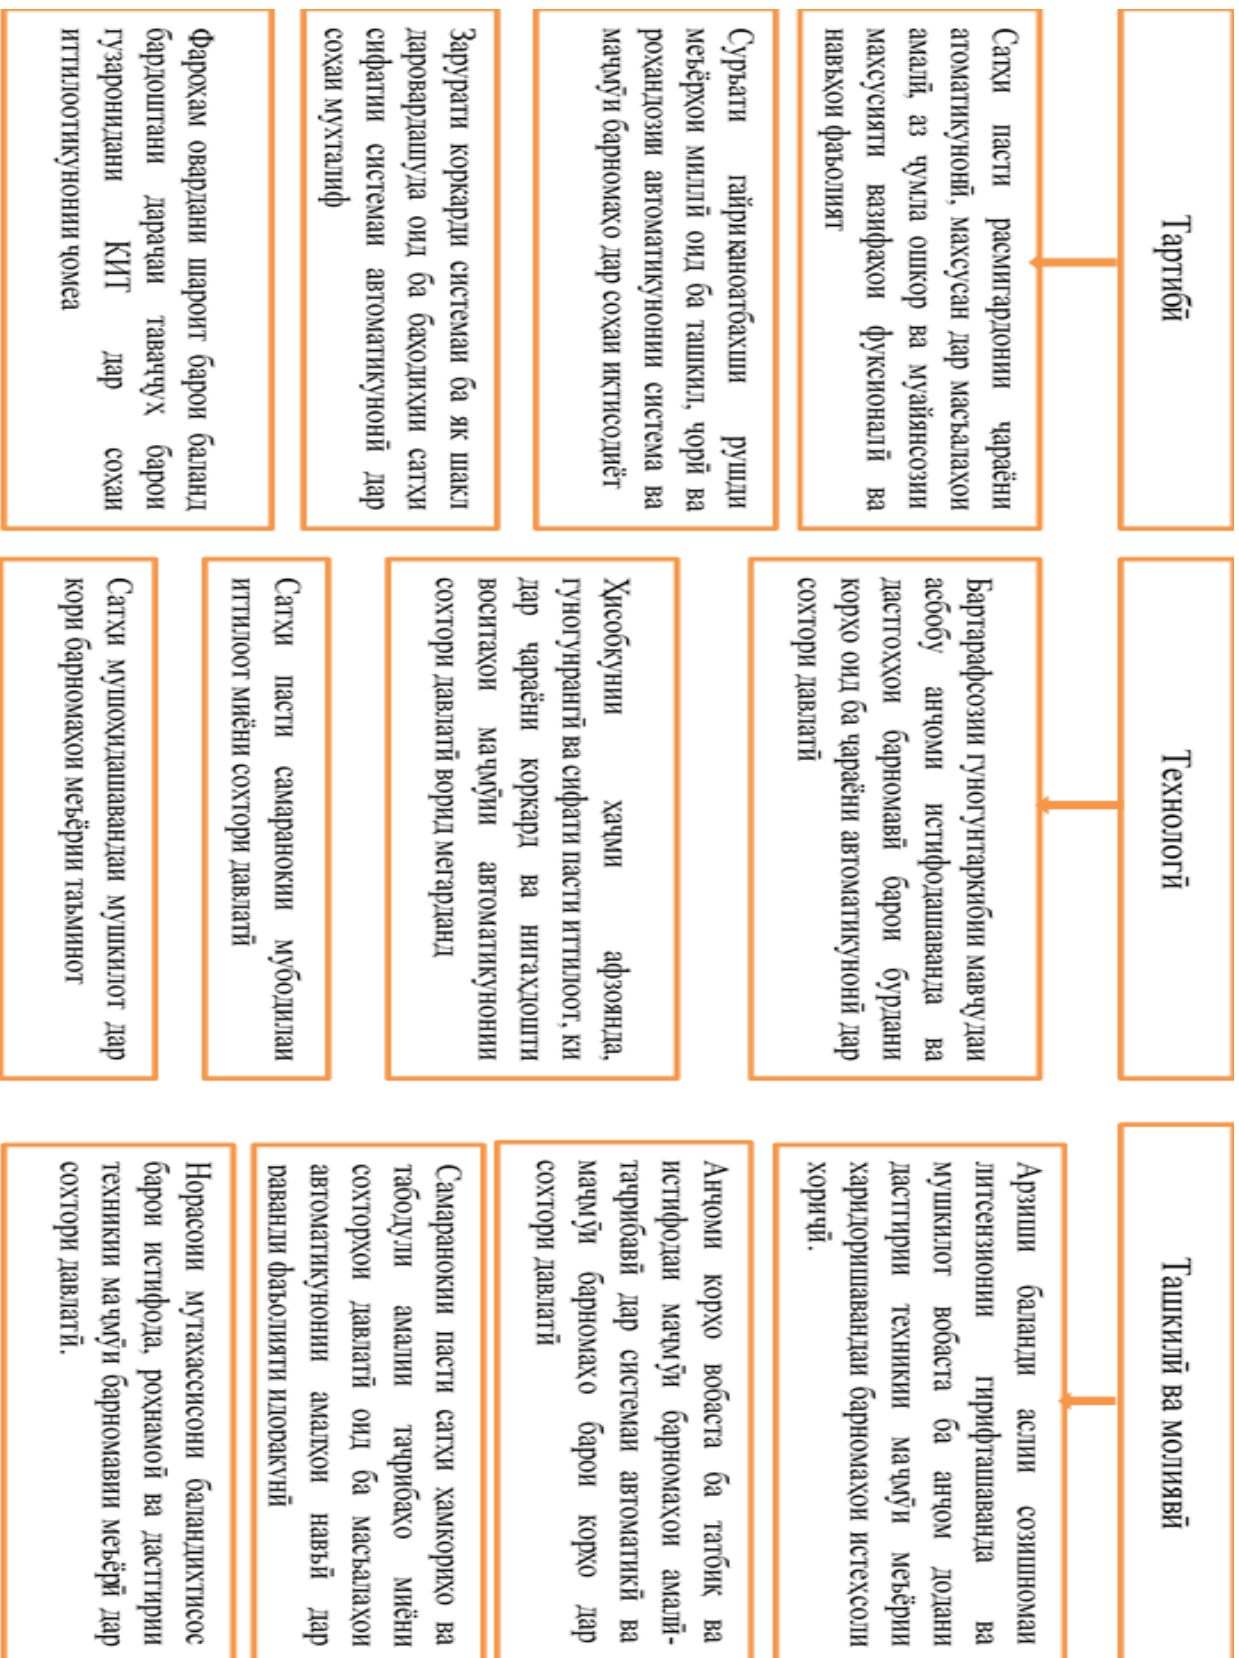 Тартибӣ
Сатҳи пасти расмигардонии ҷараёни
атоматикунонӣ, махсусан дар масъалаҳои
амалӣ, аз ҷумла ошкор ва муайянсозии
махсусияти вазифаҳои фуксионалӣ ва
навъҳои фаъолият
Суръати гайриқаноатбахши рушди
меъёрҳои миллӣ оид ба ташкил, ҷорӣ ва
роҳандозии автоматикунонии система ва
маҷмӯи барномаҳо дар соҳаи иқтисодиёт
Зарурати коркарди системаи ба як шакл
даровардашуда оид ба баҳодиҳии сатҳи
сифатии системаи автоматикунонӣ дар
соҳаи мухталиф
Фароҳам овардани шароит барои баланд
бардоштани дараҷаи таваҷҷуҳ барои
гузаронидани КИТ дар соҳаи
иттилоотикунонии ҷомеа
Технологӣ
Бартарафсозии гуногунтаркибии мавҷудаи
асбобу анҷоми истифодашаванда ва
дастгоҳҳои барномавӣ барои бурдани
корҳо оид ба ҷараёни автоматикунонӣ дар
сохтори давлатӣ
Ҳисобкунии ҳаҷми афзоянда,
гуногунрангӣ ва сифати пасти иттилоот, ки
дар ҷараёни коркард ва нигаҳдошти
воситаҳои маҷмӯии автоматикунонии
сохтори давлатӣ ворид мегарданд
Сатҳи пасти самаранокии мубодилаи
иттилоот миёни сохтори давлатӣ
Сатҳи мушоҳидашавандаи мушкилот дар
кори барномаҳои меъёрии таъминот
Ташкилӣ ва молиявӣ
Арзиши баланди аслии созишномаи
литсензионии гирифташаванда ва
мушкилот вобаста ба анҷом додани
дастгирии техникии маҷмӯи меъёрии
харидоришавандаи барномаҳои истеҳсоли
хориҷӣ.
Анҷоми корҳо вобаста ба татбиқ ва
истифодаи маҷмӯи барномаҳои амалӣ-
таҷрибавӣ дар системаи автоматикӣ ва
маҷмӯи барномаҳо барои корҳо дар
сохтори давлатӣ
Самаранокии пасти сатҳи ҳамкориҳо ва
табодули амалии таҷрибаҳо миёни
сохторҳои давлатӣ оид ба масъалаҳои
автоматикунонии амалҳои навъӣ дар
раванди фаъолияти идоракунӣ
Норасоии мутахассисони баландихтисос
барои истифода, роҳнамоӣ ва дастгирии
техникии маҷмӯи барномавии меъёрӣ дар
сохтори давлатӣ.